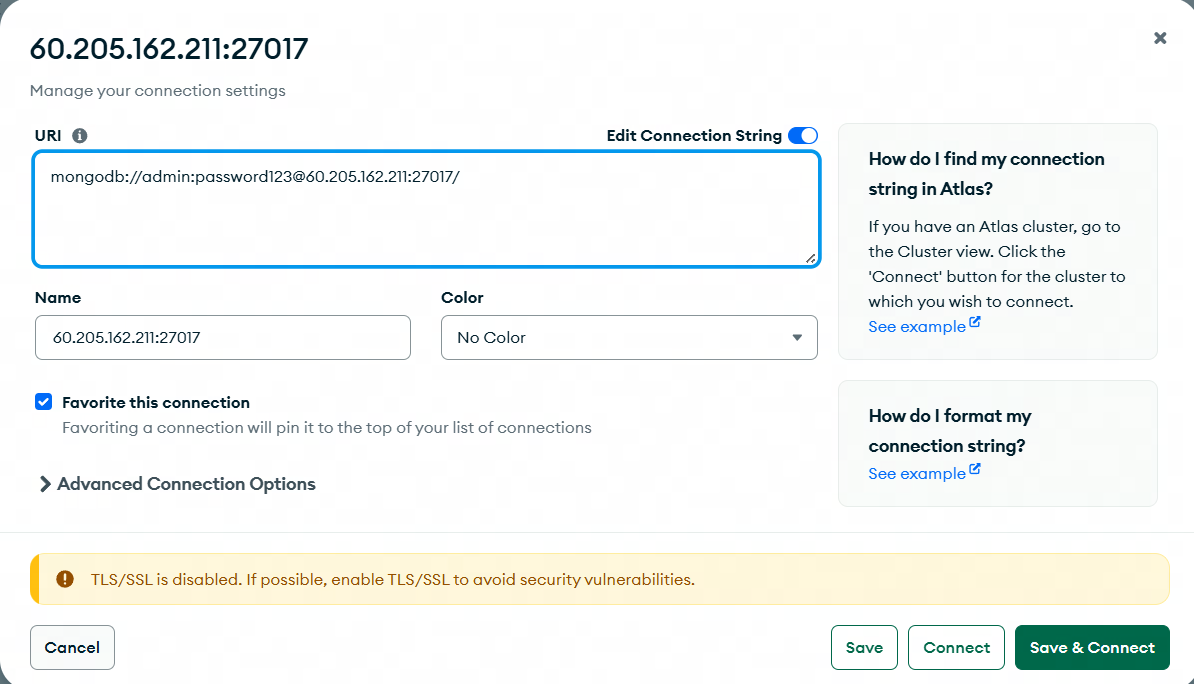 60.205.162.211:27017
Manage your connection settings
URI
Edit Connection String
mongodb://admin:password123@60.205.162.211:27017/
Name
60.205.162.211:27017
Color
No Color
Favorite this connection
Favoriting a connection will pin it to the top of your list of connections
Advanced Connection Options
How do I find my connection
string in Atlas?
If you have an Atlas cluster, go to
the Cluster view. Click the
'Connect' button for the cluster to
which you wish to connect.
See example
How do I format my
connection string?
See example
TLS/SSL is disabled. If possible, enable TLS/SSL to avoid security vulnerabilities.
Cancel
Save
Connect
Save & Connect